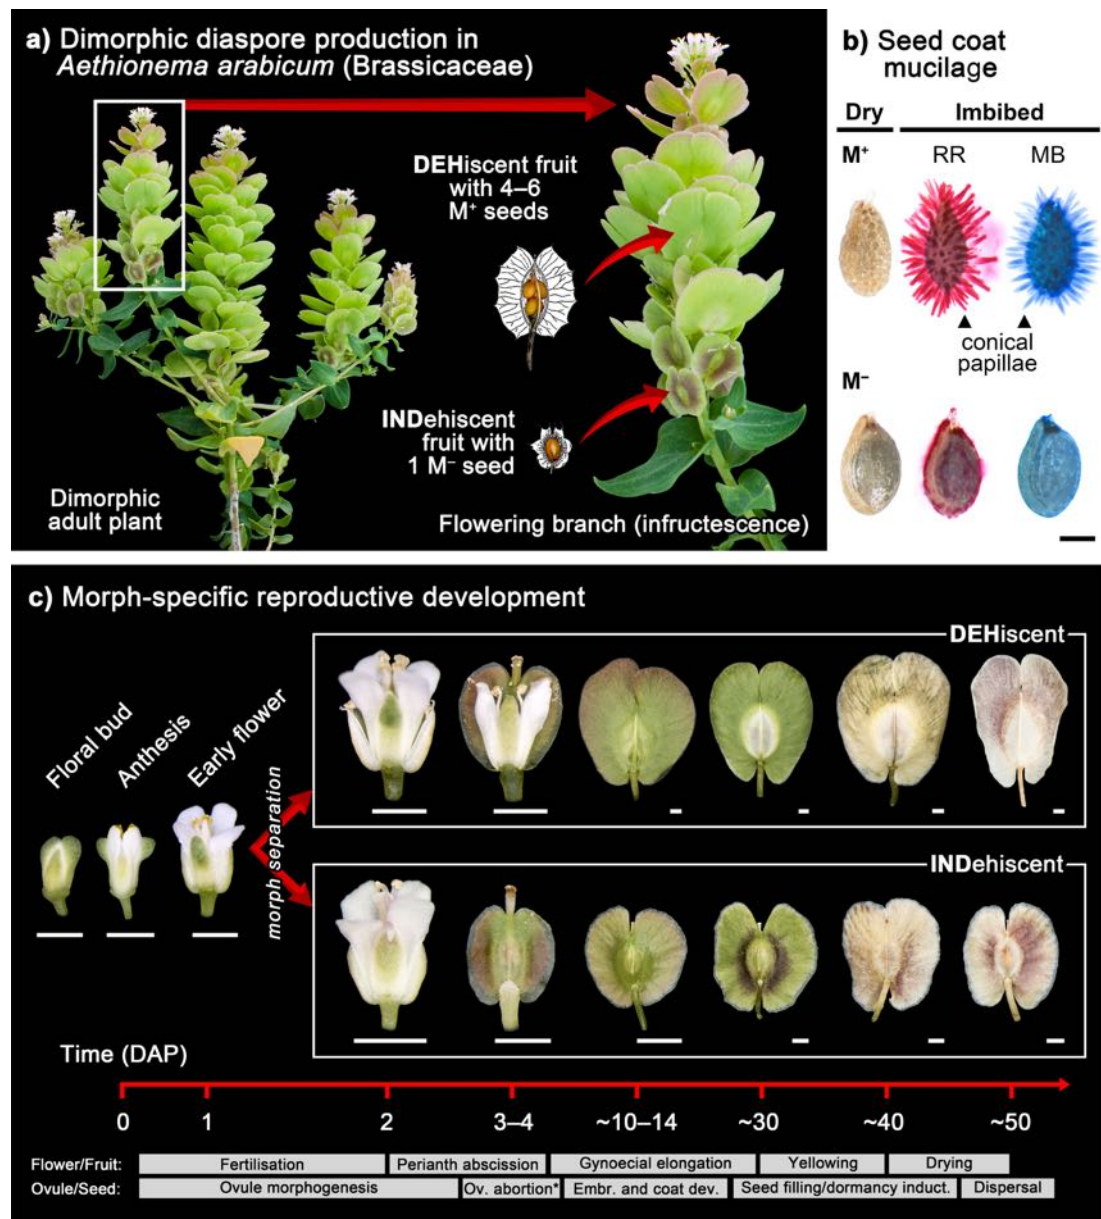 a) Dimorphic diaspore production in
Aethionema arabicum (Brassicaceae)
DEHiscent fruit
with 4–6
M⁺ seeds
INDehiscent
fruit with
1 M⁻ seed
Dimorphic
adult plant
Flowering branch (infructescence)
b) Seed coat
mucilage
Dry
Imbibed
M⁺
RR
MB
conical
papillae
M⁻
c) Morph-specific reproductive development
Floral bud
Anthesis
Early flower
morph separation
DEHiscent
INDehiscent
Time (DAP)
0
1
2
3–4
~10–14
~30
~40
~50
Flower/Fruit:
Fertilisation
Perianth abscission
Gynoecial elongation
Yellowing
Drying
Ovule/Seed:
Ovule morphogenesis
Ov. abortion*
Embr. and coat dev.
Seed filling/dormancy induct.
Dispersal